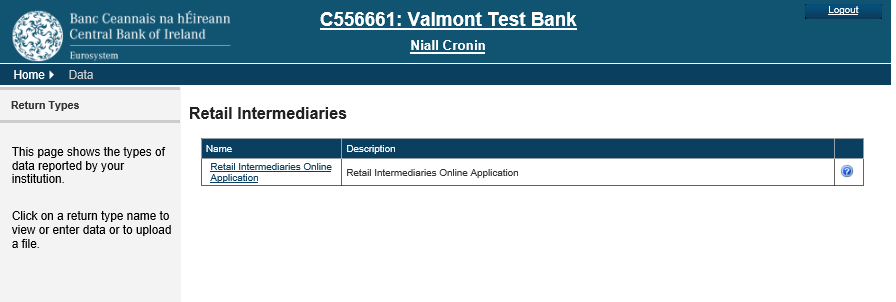 Banc Ceannais na hÉireann
Central Bank of Ireland
Eurosystem
C556661: Valmont Test Bank
Niall Cronin
Logout
Home Data
Return Types
This page shows the types of
data reported by your
institution.
Click on a return type name to
view or enter data or to upload
a file.
Retail Intermediaries
Name Description
Retail Intermediaries Online
Application
Retail Intermediaries Online Application
?